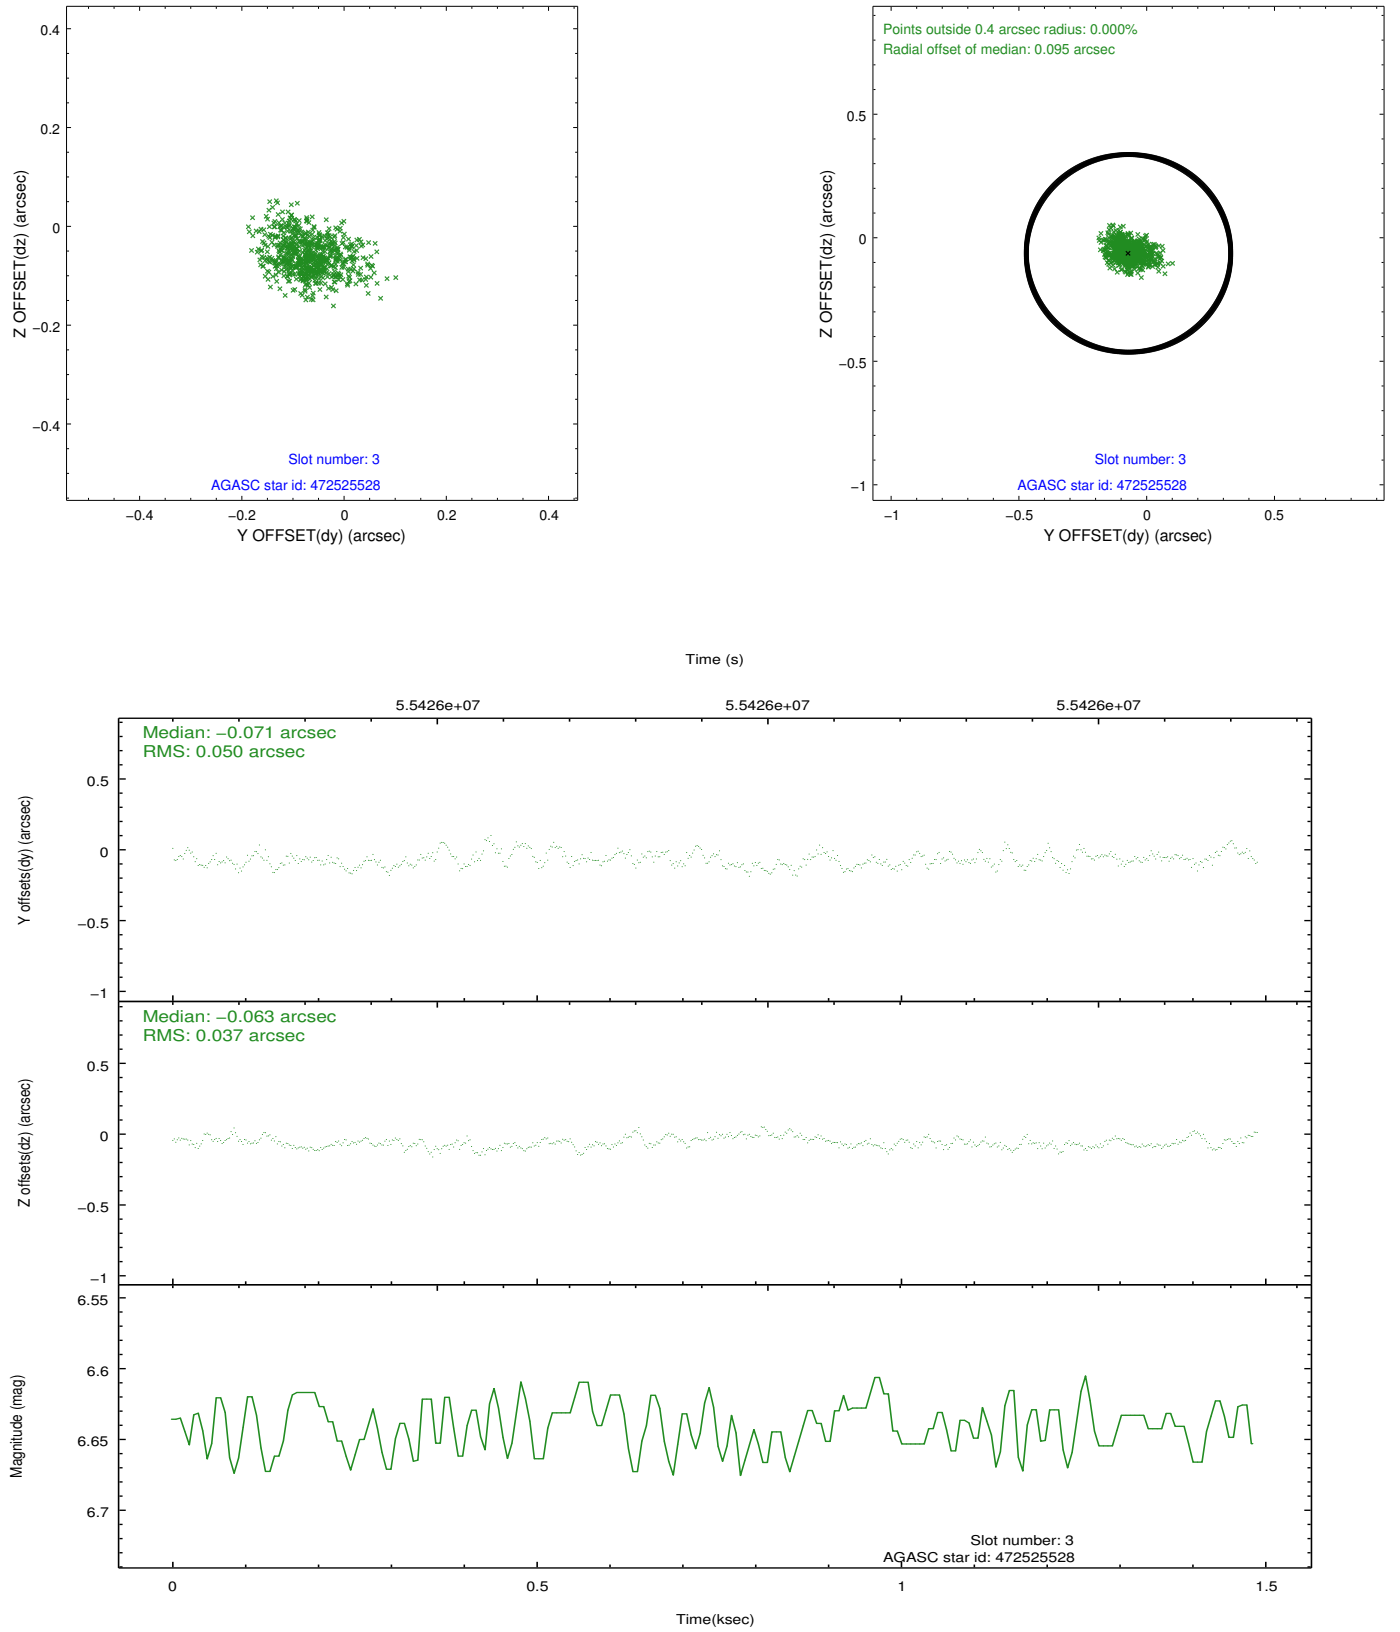 0.4
0.2
0
−0.2
−0.4
Z OFFSET(dz) (arcsec)
Slot number: 3
AGASC star id: 472525528
−0.4
−0.2
0
0.2
0.4
Y OFFSET(dy) (arcsec)
Points outside 0.4 arcsec radius: 0.000%
Radial offset of median: 0.095 arcsec
0.5
0
−0.5
−1
Z OFFSET(dz) (arcsec)
Slot number: 3
AGASC star id: 472525528
−1
−0.5
0
0.5
Y OFFSET(dy) (arcsec)
Time (s)
5.5426e+07
5.5426e+07
5.5426e+07
Median: −0.071 arcsec
RMS: 0.050 arcsec
0.5
0
−0.5
−1
Y offsets(dy) (arcsec)
Median: −0.063 arcsec
RMS: 0.037 arcsec
0.5
0
−0.5
−1
Z offsets(dz) (arcsec)
6.55
6.6
6.65
6.7
Magnitude (mag)
Slot number: 3
AGASC star id: 472525528
0
0.5
1
1.5
Time(ksec)